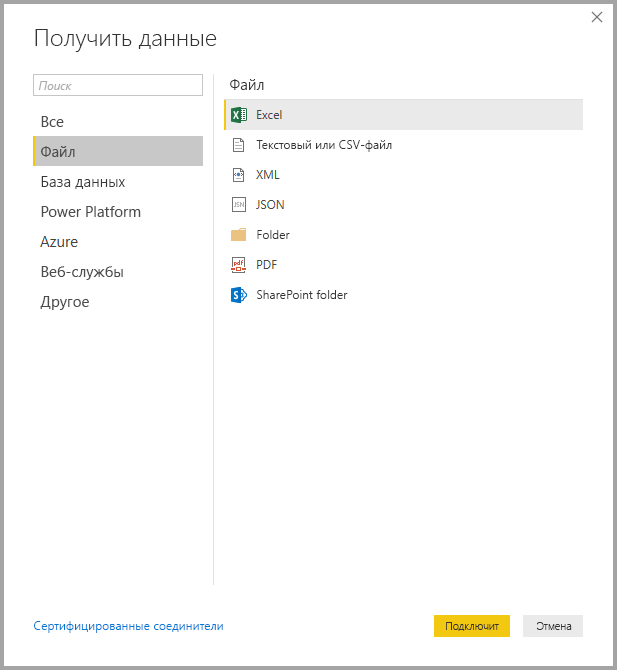 Получить данные
Поиск
Все
Файл
База данных
Power Platform
Azure
Веб-службы
Другое
Файл
Excel
Текстовый или CSV-файл
XML
JSON
Folder
PDF
SharePoint folder
Сертифицированные соединители
Подключит
Отмена